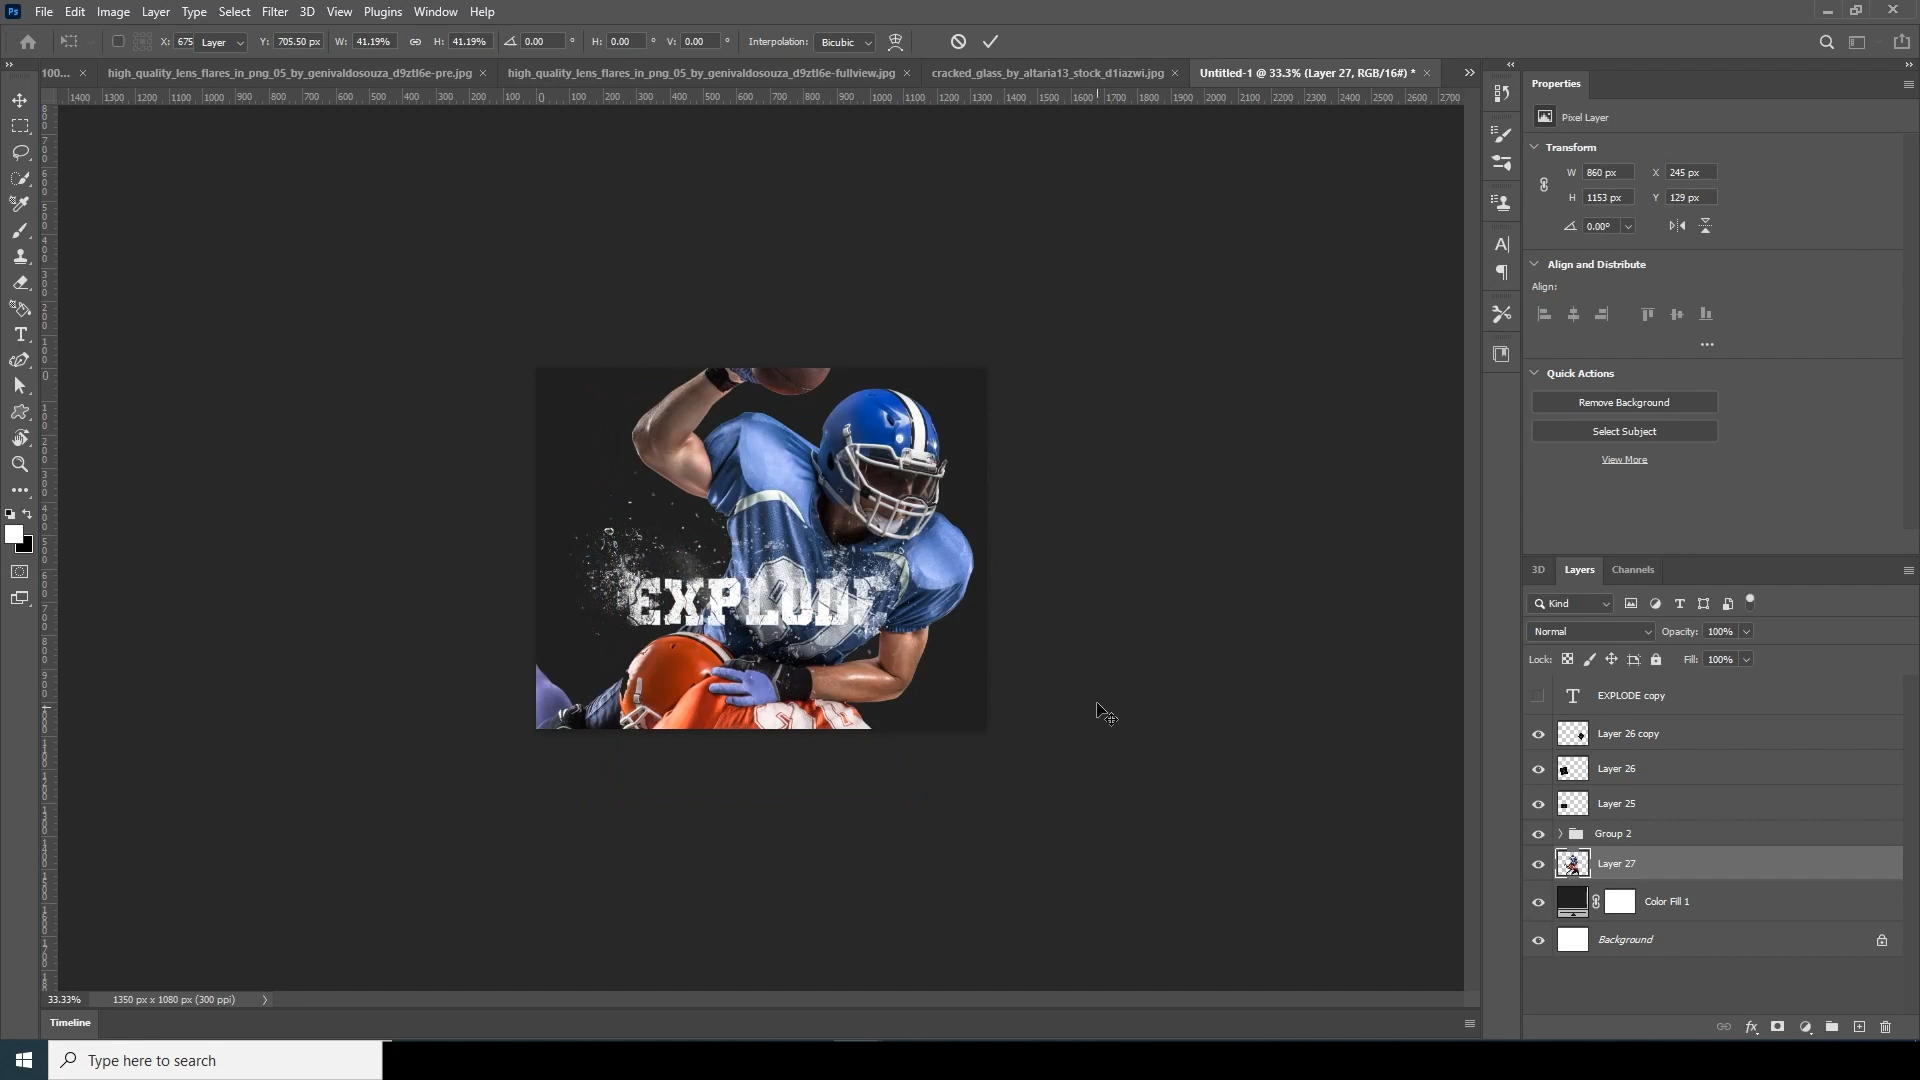 Ps File Edit Image Layer Type Select Filter 3D View Plugins Window Help
X: 675 Layer Y: 705.50 px W: 41.19% H: 41.19% 0.00 ° H: 0.00 ° V: 0.00 ° Interpolation: Bicubic
100... × high_quality_lens_flares_in_png_05_by_genivaldosouza_d9ztl6e-pre.jpg × high_quality_lens_flares_in_png_05_by_genivaldosouza_d9ztl6e-fullview.jpg × cracked_glass_by_altaria13_stock_d1iazwi.jpg × Untitled-1 @ 33.3% (Layer 27, RGB/16#) * ×
1400 1300 1200 1100 1000 900 800 700 600 500 400 300 200 100 0 100 200 300 400 500 600 700 800 900 1000 1100 1200 1300 1400 1500 1600 1700 1800 1900 2000 2100 2200 2300 2400 2500 2600 2700
EXPLODE
Properties
Pixel Layer
Transform
W 860 px X 245 px
H 1153 px Y 129 px
0.00°
Align and Distribute
Align:
Quick Actions
Remove Background
Select Subject
View More
3D Layers Channels
Kind
Normal Opacity: 100%
Lock: Fill: 100%
EXPLODE copy
Layer 26 copy
Layer 26
Layer 25
Group 2
Layer 27
Color Fill 1
Background
fx
33.33% 1350 px x 1080 px (300 ppi)
Timeline
Type here to search